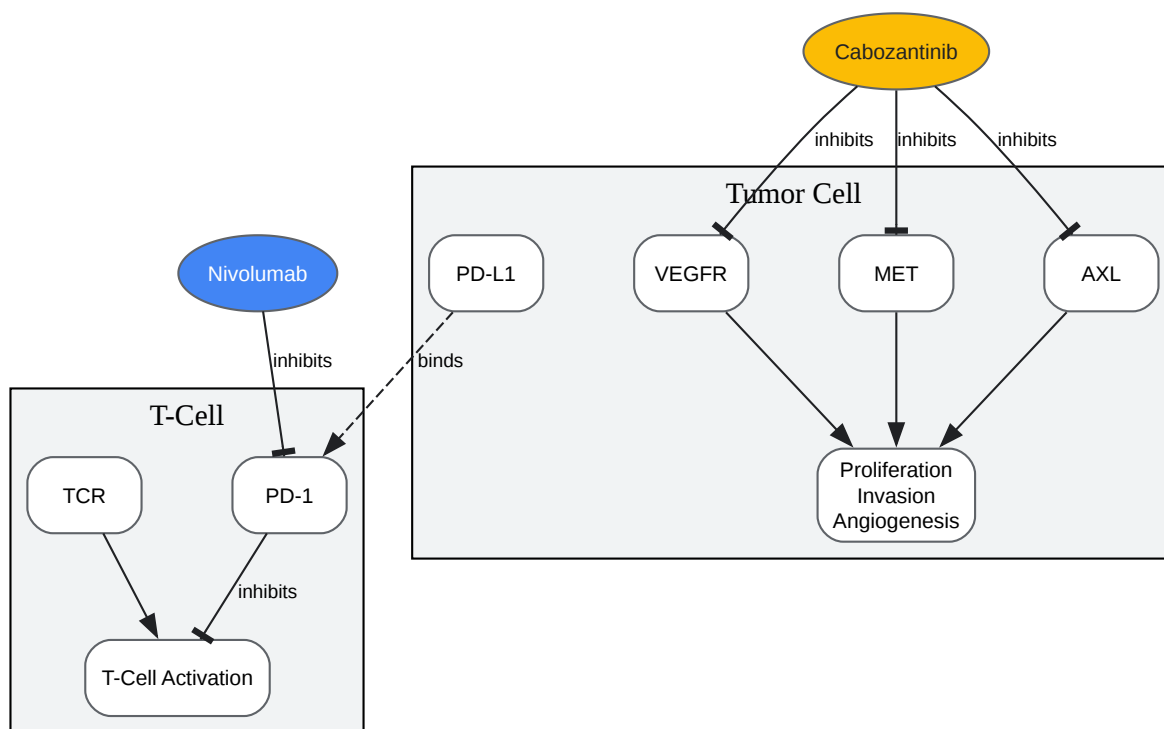 Cabozantinib
inhibits
inhibits
inhibits
Tumor Cell
Nivolumab
PD-L1
VEGFR
MET
AXL
inhibits
binds
T-Cell
TCR
PD-1
Proliferation
Invasion
Angiogenesis
inhibits
T-Cell Activation